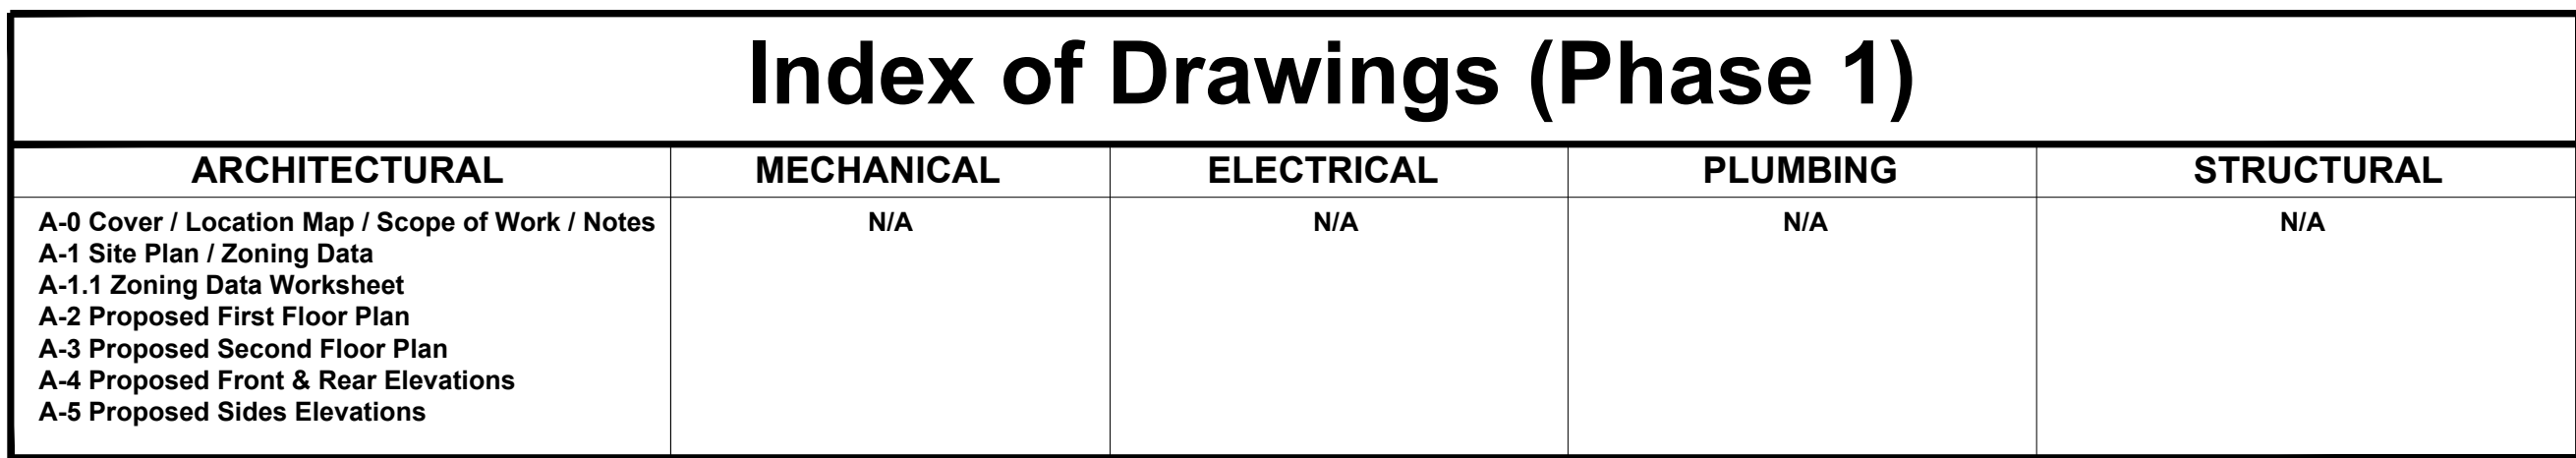 Index of Drawings (Phase 1)
ARCHITECTURAL MECHANICAL ELECTRICAL PLUMBING STRUCTURAL
A-0 Cover / Location Map / Scope of Work / Notes N/A N/A N/A N/A
A-1 Site Plan / Zoning Data
A-1.1 Zoning Data Worksheet
A-2 Proposed First Floor Plan
A-3 Proposed Second Floor Plan
A-4 Proposed Front & Rear Elevations
A-5 Proposed Sides Elevations